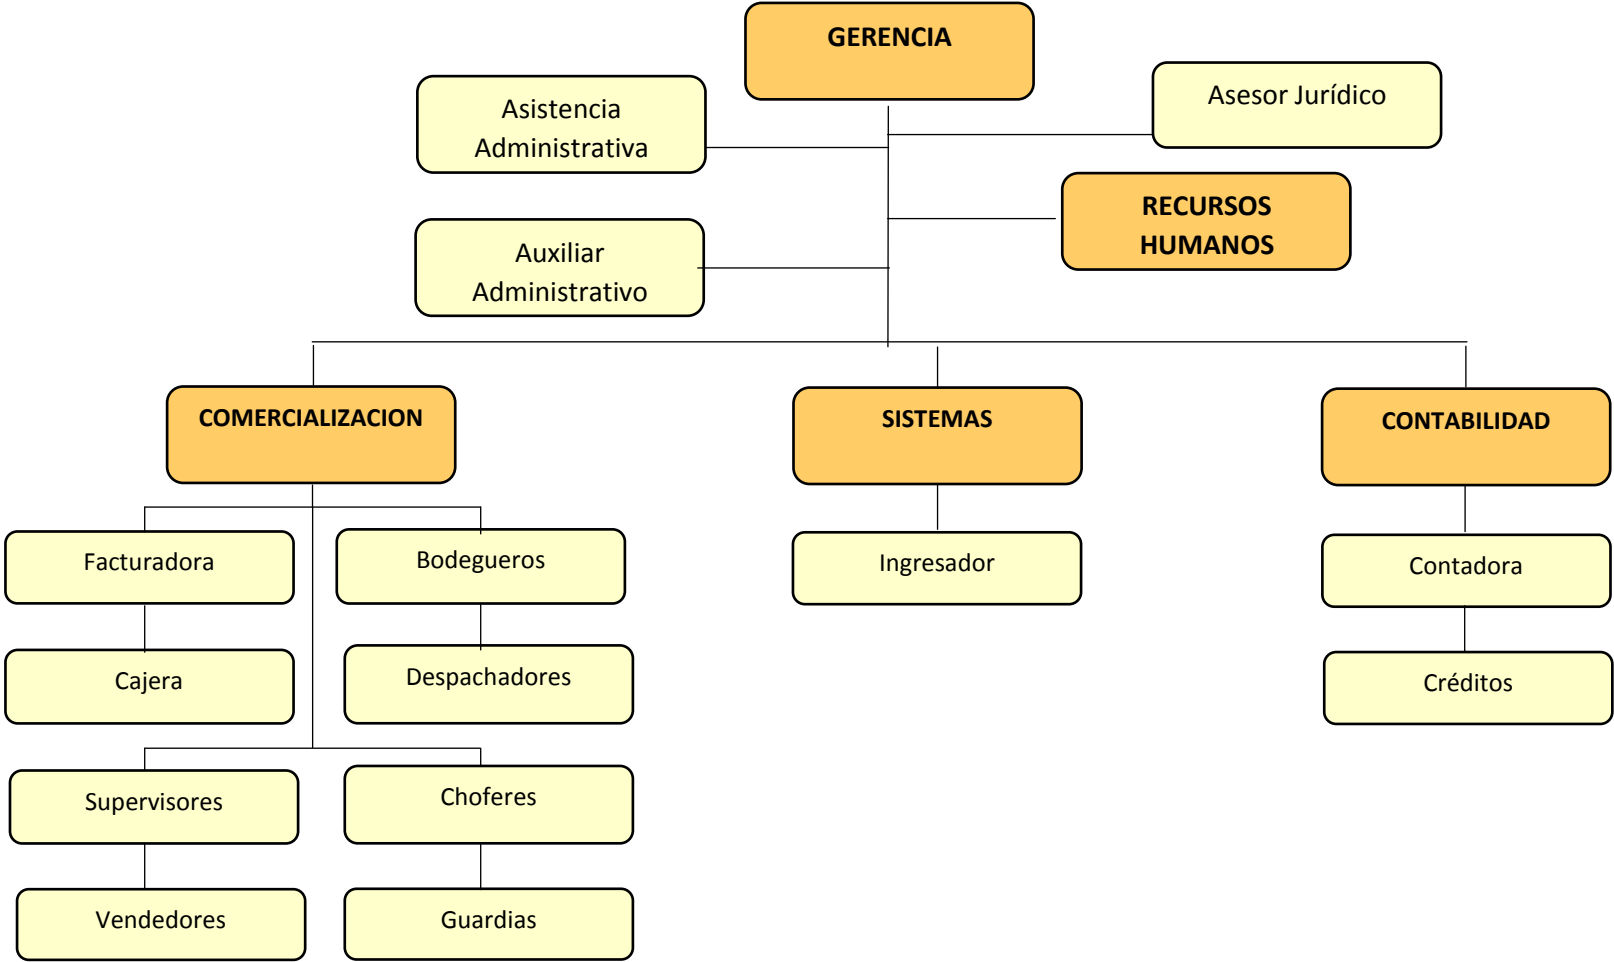 GERENCIA
Asistencia
Administrativa
Asesor Jurídico
RECURSOS
HUMANOS
Auxiliar
Administrativo
COMERCIALIZACION
SISTEMAS
CONTABILIDAD
Facturadora
Bodegueros
Ingresador
Contadora
Cajera
Despachadores
Créditos
Supervisores
Choferes
Vendedores
Guardias